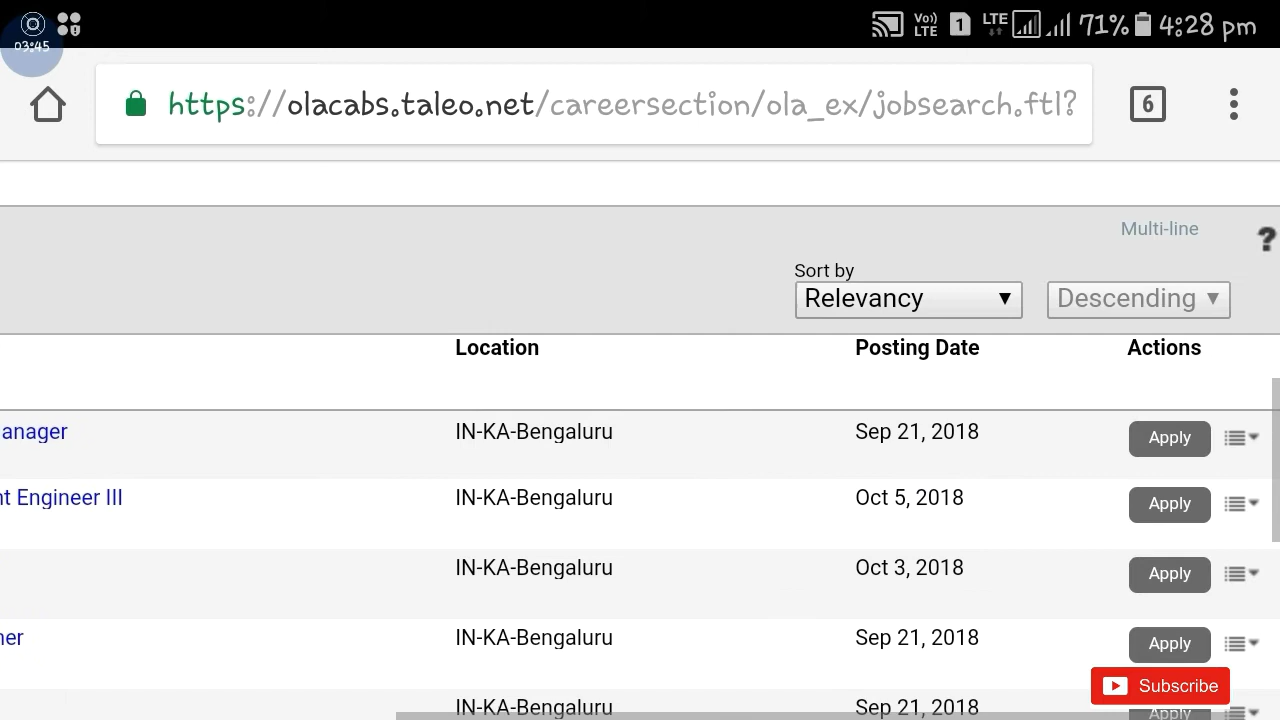 03:45
Vo))
LTE
1
LTE
71%
4:28 pm
https://olacabs.taleo.net/careersection/ola_ex/jobsearch.ftl?
6
Multi-line
?
Sort by
Relevancy
Descending
Location Posting Date Actions
anager IN-KA-Bengaluru Sep 21, 2018 Apply
nt Engineer III IN-KA-Bengaluru Oct 5, 2018 Apply
IN-KA-Bengaluru Oct 3, 2018 Apply
ner IN-KA-Bengaluru Sep 21, 2018 Apply
Subscribe
IN-KA-Bengaluru Sep 21, 2018 Apply